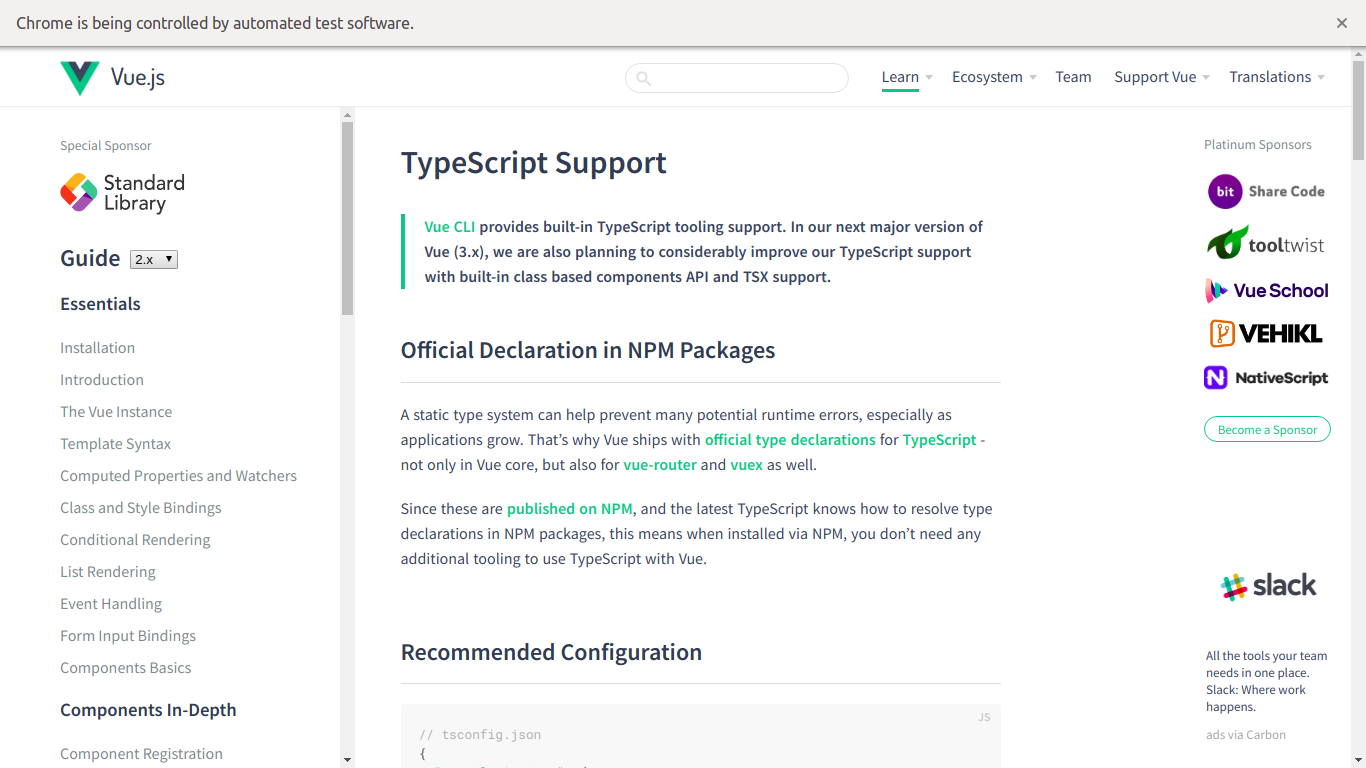 Chrome is being controlled by automated test software.
Vue.js
Learn
Ecosystem
Team
Support Vue
Translations
Special Sponsor
Standard
Library
Guide 2.x
Essentials
Installation
Introduction
The Vue Instance
Template Syntax
Computed Properties and Watchers
Class and Style Bindings
Conditional Rendering
List Rendering
Event Handling
Form Input Bindings
Components Basics
Components In-Depth
Component Registration
TypeScript Support
Vue CLI provides built-in TypeScript tooling support. In our next major version of
Vue (3.x), we are also planning to considerably improve our TypeScript support
with built-in class based components API and TSX support.
Official Declaration in NPM Packages
A static type system can help prevent many potential runtime errors, especially as
applications grow. That’s why Vue ships with official type declarations for TypeScript -
not only in Vue core, but also for vue-router and vuex as well.
Since these are published on NPM, and the latest TypeScript knows how to resolve type
declarations in NPM packages, this means when installed via NPM, you don’t need any
additional tooling to use TypeScript with Vue.
Recommended Configuration
JS
// tsconfig.json
{
Platinum Sponsors
bit Share Code
tooltwist
Vue School
VEHIKL
NativeScript
Become a Sponsor
slack
All the tools your team
needs in one place.
Slack: Where work
happens.
ads via Carbon